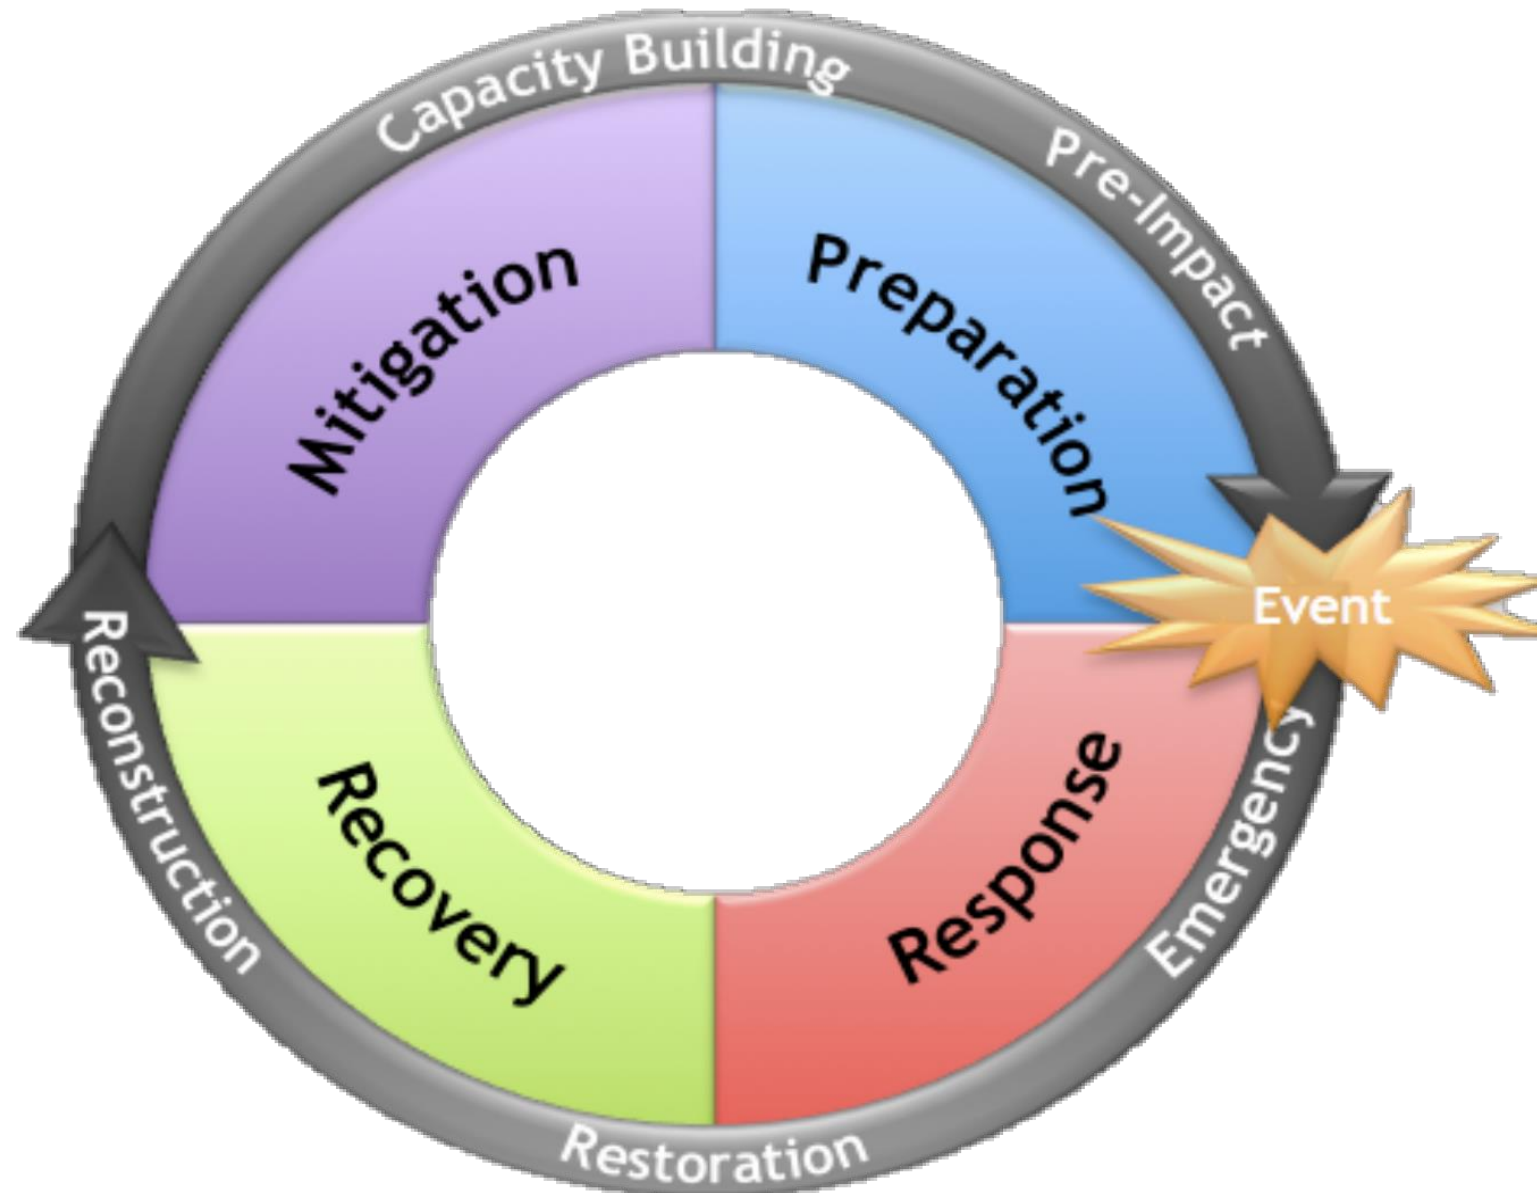 Capacity Building
Pre-Impact
Mitigation
Preparation
Event
Reconstruction
Recovery
Response
Emergency
Restoration